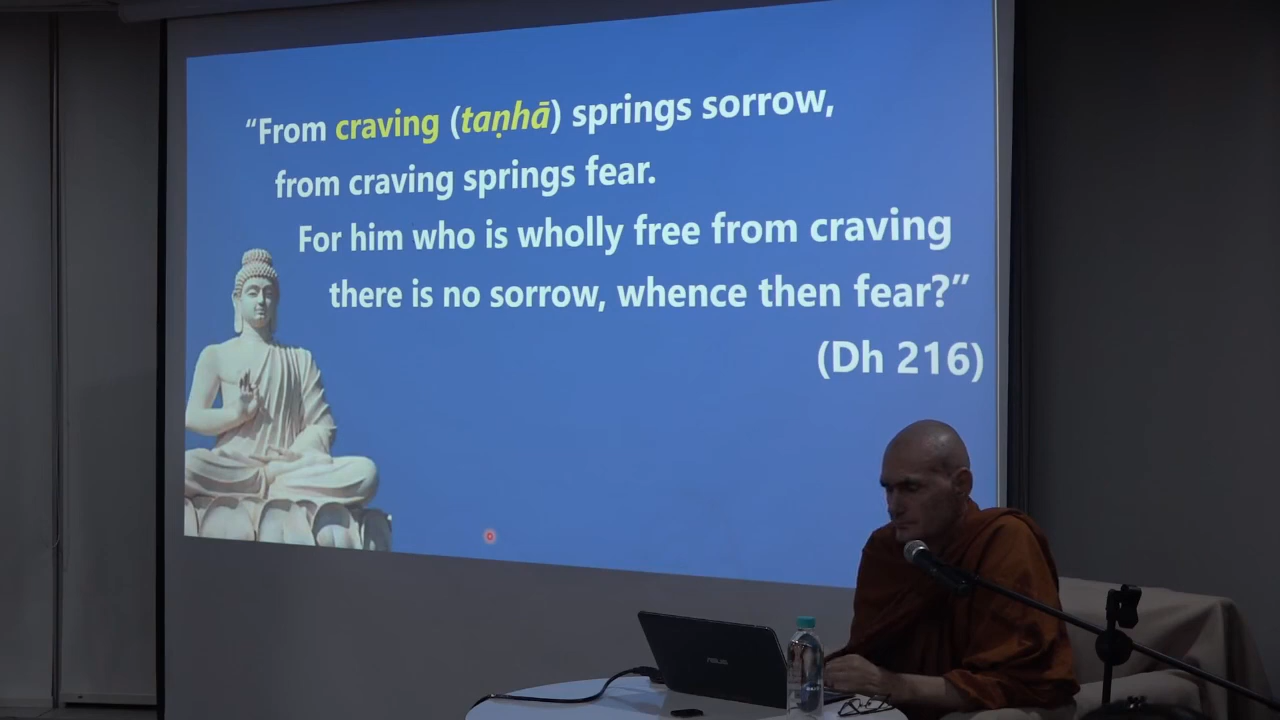 “From craving (taṇhā) springs sorrow,
from craving springs fear.
For him who is wholly free from craving
there is no sorrow, whence then fear?”
(Dh 216)
ASUS